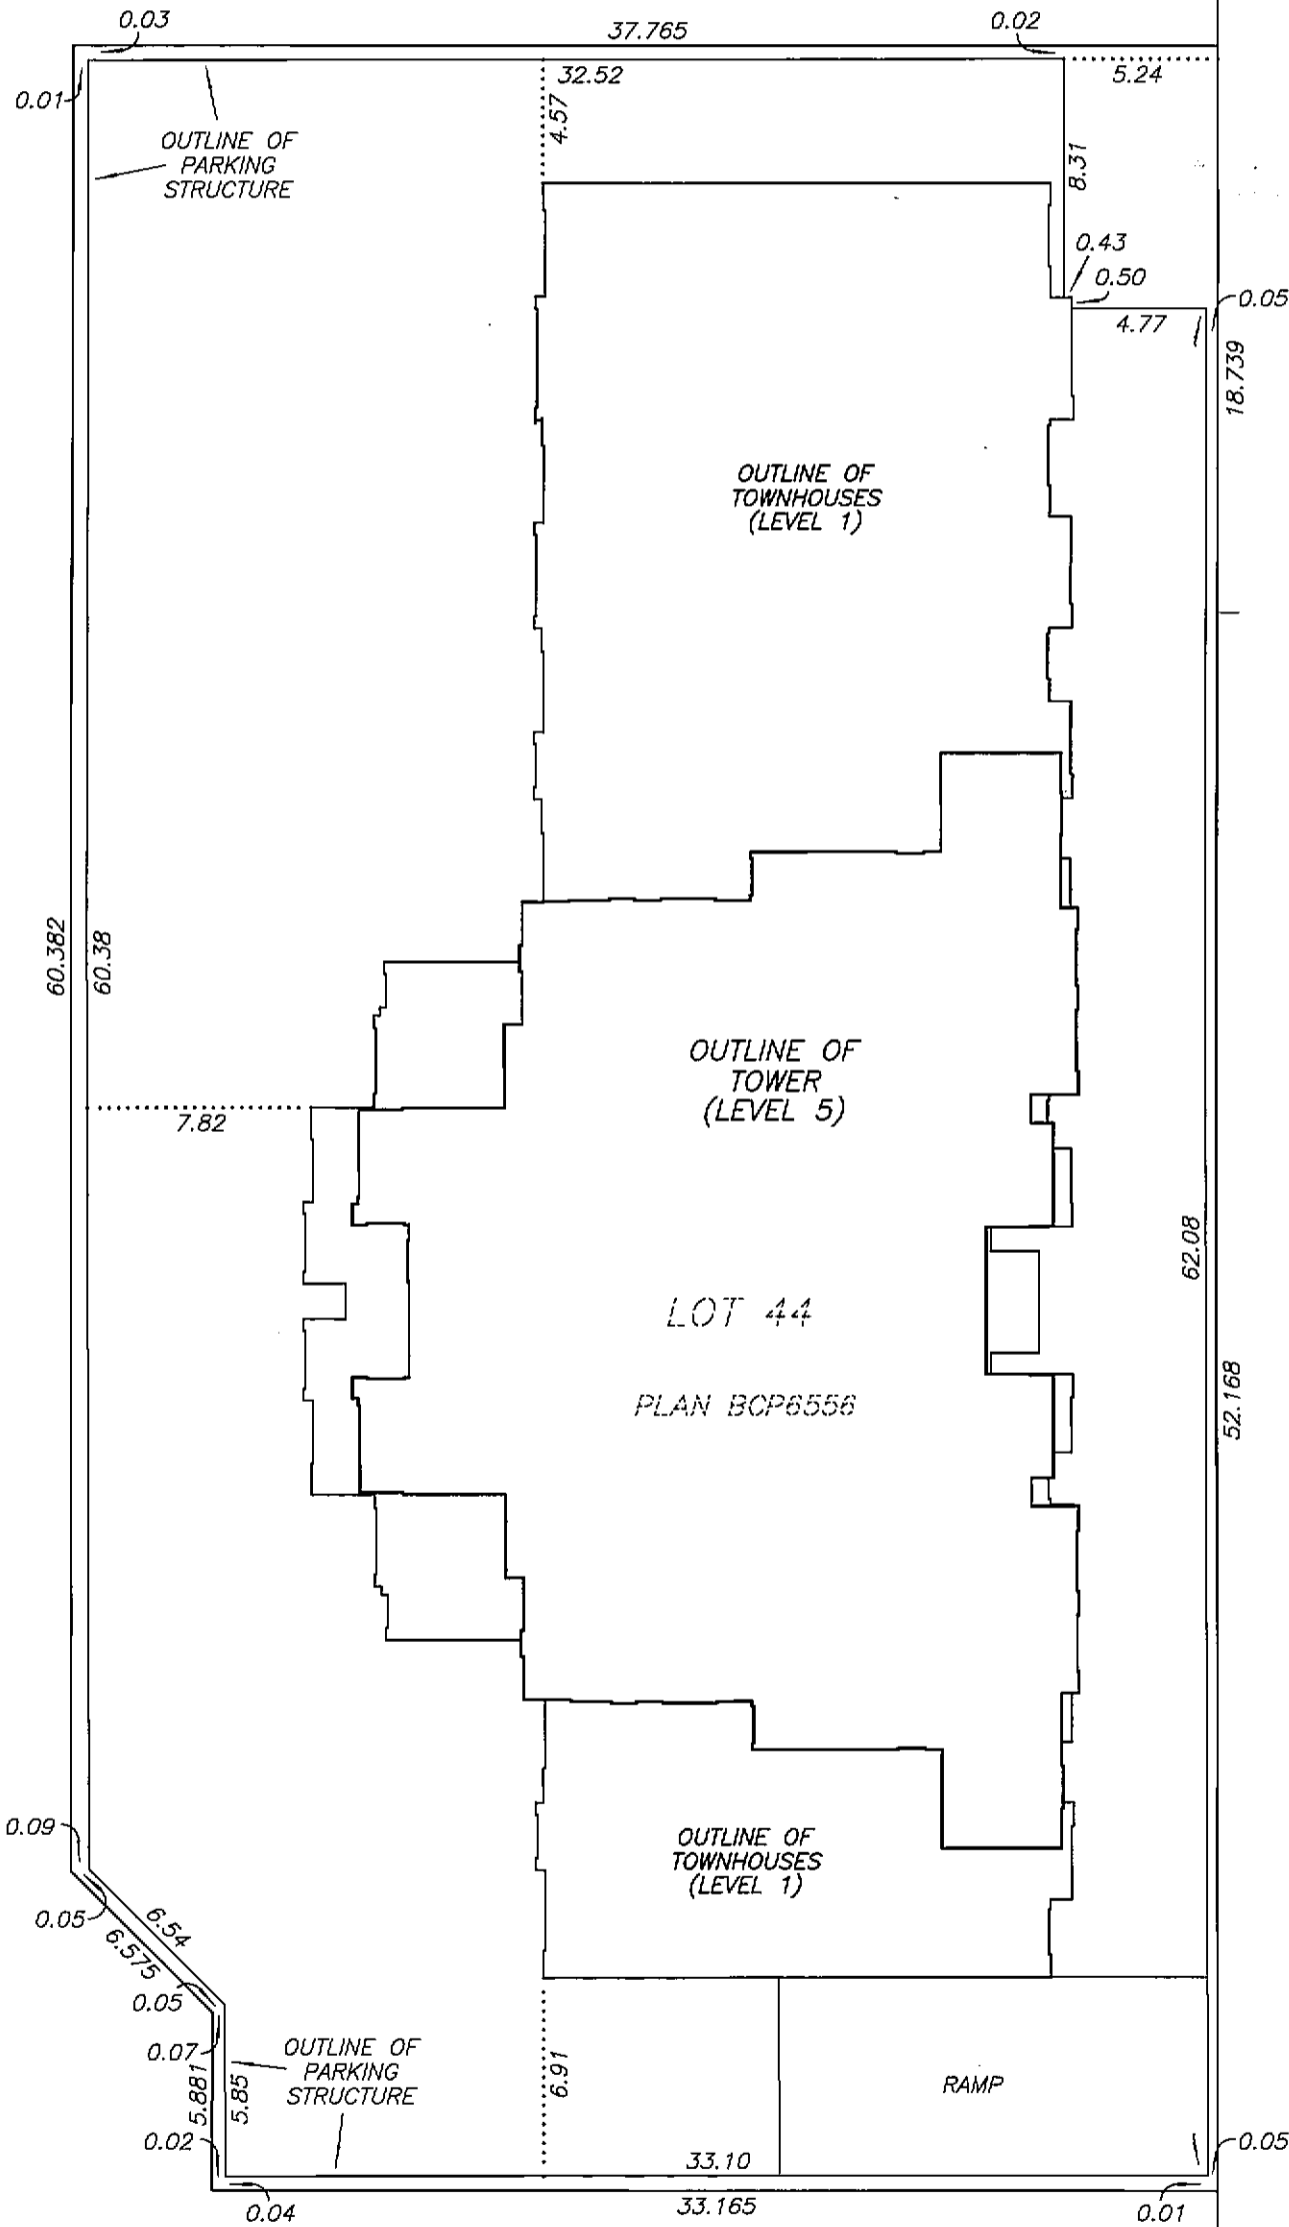 0.03
37.765
0.02
32.52
5.24
0.01
4.57
OUTLINE OF
PARKING
STRUCTURE
8.31
0.43
0.50
0.05
4.77
18.739
OUTLINE OF
TOWNHOUSES
(LEVEL 1)
60.382
60.38
OUTLINE OF
TOWER
(LEVEL 5)
7.82
62.08
LOT 44
PLAN BCP6556
52.168
0.09
OUTLINE OF
TOWNHOUSES
(LEVEL 1)
0.05
6.54
6.575
0.05
0.07
OUTLINE OF
PARKING
STRUCTURE
5.881
5.85
6.91
RAMP
0.02
33.10
0.05
0.04
33.165
0.01